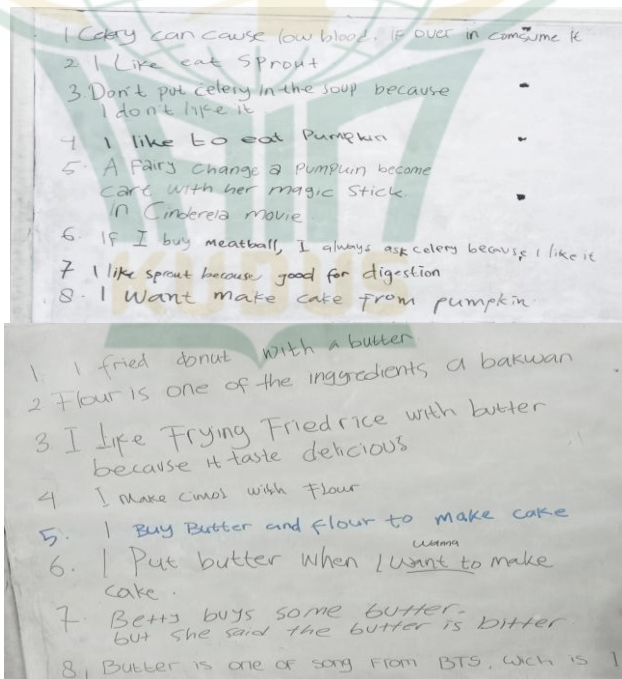 1 Celery can cause low blood. If over in comsume it
2. I Like eat Sprout
3. Don't put celery in the soup because
I don't like it
4 I like to eat Pumpkin
5. A Fairy change a Pumpuin become
cart with her magic Stick
In Cinderela movie
6. If I buy meatball, I always ask celery because I like it
7 I like sprout because good for digestion
8. I Want make cake from pumpkin.
KUDUS
1. I fried donut with a butter
2 Flour is one of the inggredients a bakwan
3. I Like Frying Friedrice with butter
because it taste delicious
4 I make cimol with Flour
5. I Buy Butter and flour to make cake
wanna
6. I Put butter when I want to make
cake.
7. Betty buys some butter.
but she said the butter is bitter
8, Butter is one of song From BTS, wich is 1